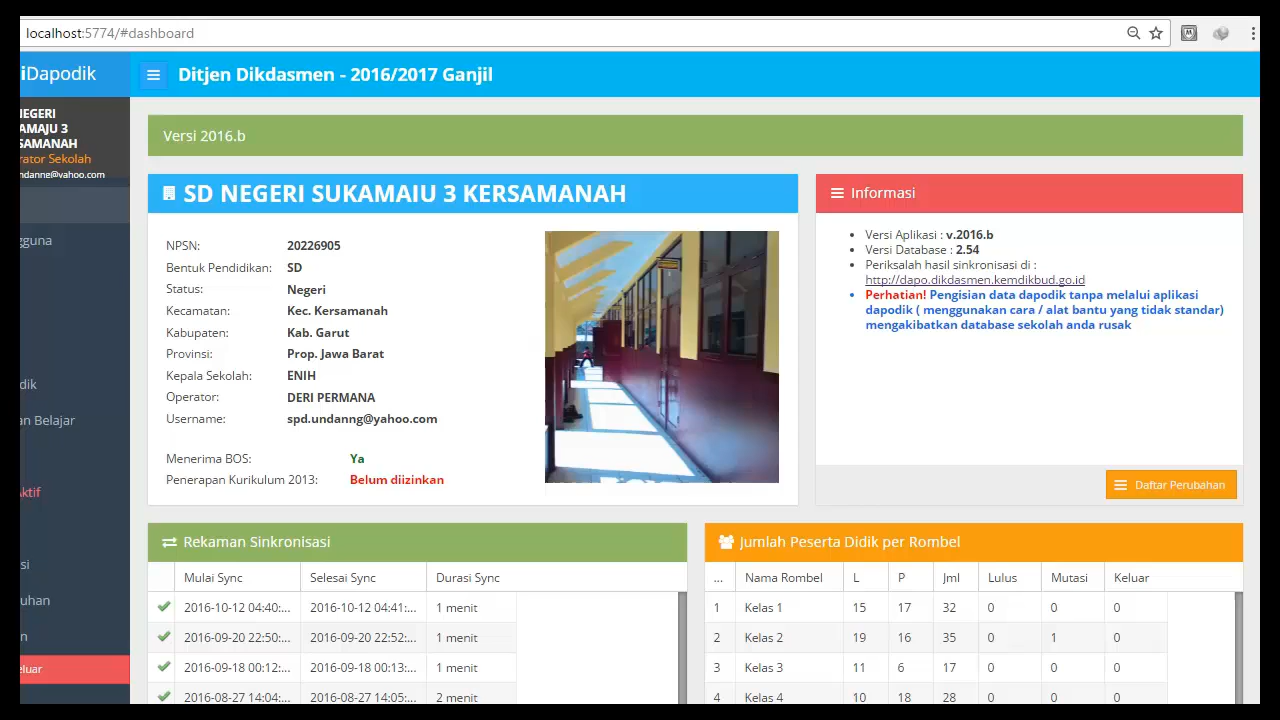 localhost:5774/#dashboard
iDapodik
Ditjen Dikdasmen - 2016/2017 Ganjil
NEGERI
AMAJU 3
SAMANAH
rator Sekolah
ndanng@yahoo.com
gguna
dik
an Belajar
Aktif
si
uhan
n
eluar
Versi 2016.b
SD NEGERI SUKAMAIU 3 KERSAMANAH
NPSN: 20226905
Bentuk Pendidikan: SD
Status: Negeri
Kecamatan: Kec. Kersamanah
Kabupaten: Kab. Garut
Provinsi: Prop. Jawa Barat
Kepala Sekolah: ENIH
Operator: DERI PERMANA
Username: spd.undanng@yahoo.com
Menerima BOS: Ya
Penerapan Kurikulum 2013: Belum diizinkan
Informasi
Versi Aplikasi : v.2016.b
Versi Database : 2.54
Periksalah hasil sinkronisasi di :
http://dapo.dikdasmen.kemdikbud.go.id
Perhatian! Pengisian data dapodik tanpa melalui aplikasi
dapodik ( menggunakan cara / alat bantu yang tidak standar)
mengakibatkan database sekolah anda rusak
Daftar Perubahan
Rekaman Sinkronisasi
Mulai Sync Selesai Sync Durasi Sync
2016-10-12 04:40:... 2016-10-12 04:41:... 1 menit
2016-09-20 22:50:... 2016-09-20 22:52:... 1 menit
2016-09-18 00:12:... 2016-09-18 00:13:... 1 menit
2016-08-27 14:04:... 2016-08-27 14:05:... 2 menit
Jumlah Peserta Didik per Rombel
... Nama Rombel L P Jml Lulus Mutasi Keluar
1 Kelas 1 15 17 32 0 0 0
2 Kelas 2 19 16 35 0 1 0
3 Kelas 3 11 6 17 0 0 0
4 Kelas 4 10 18 28 0 0 0